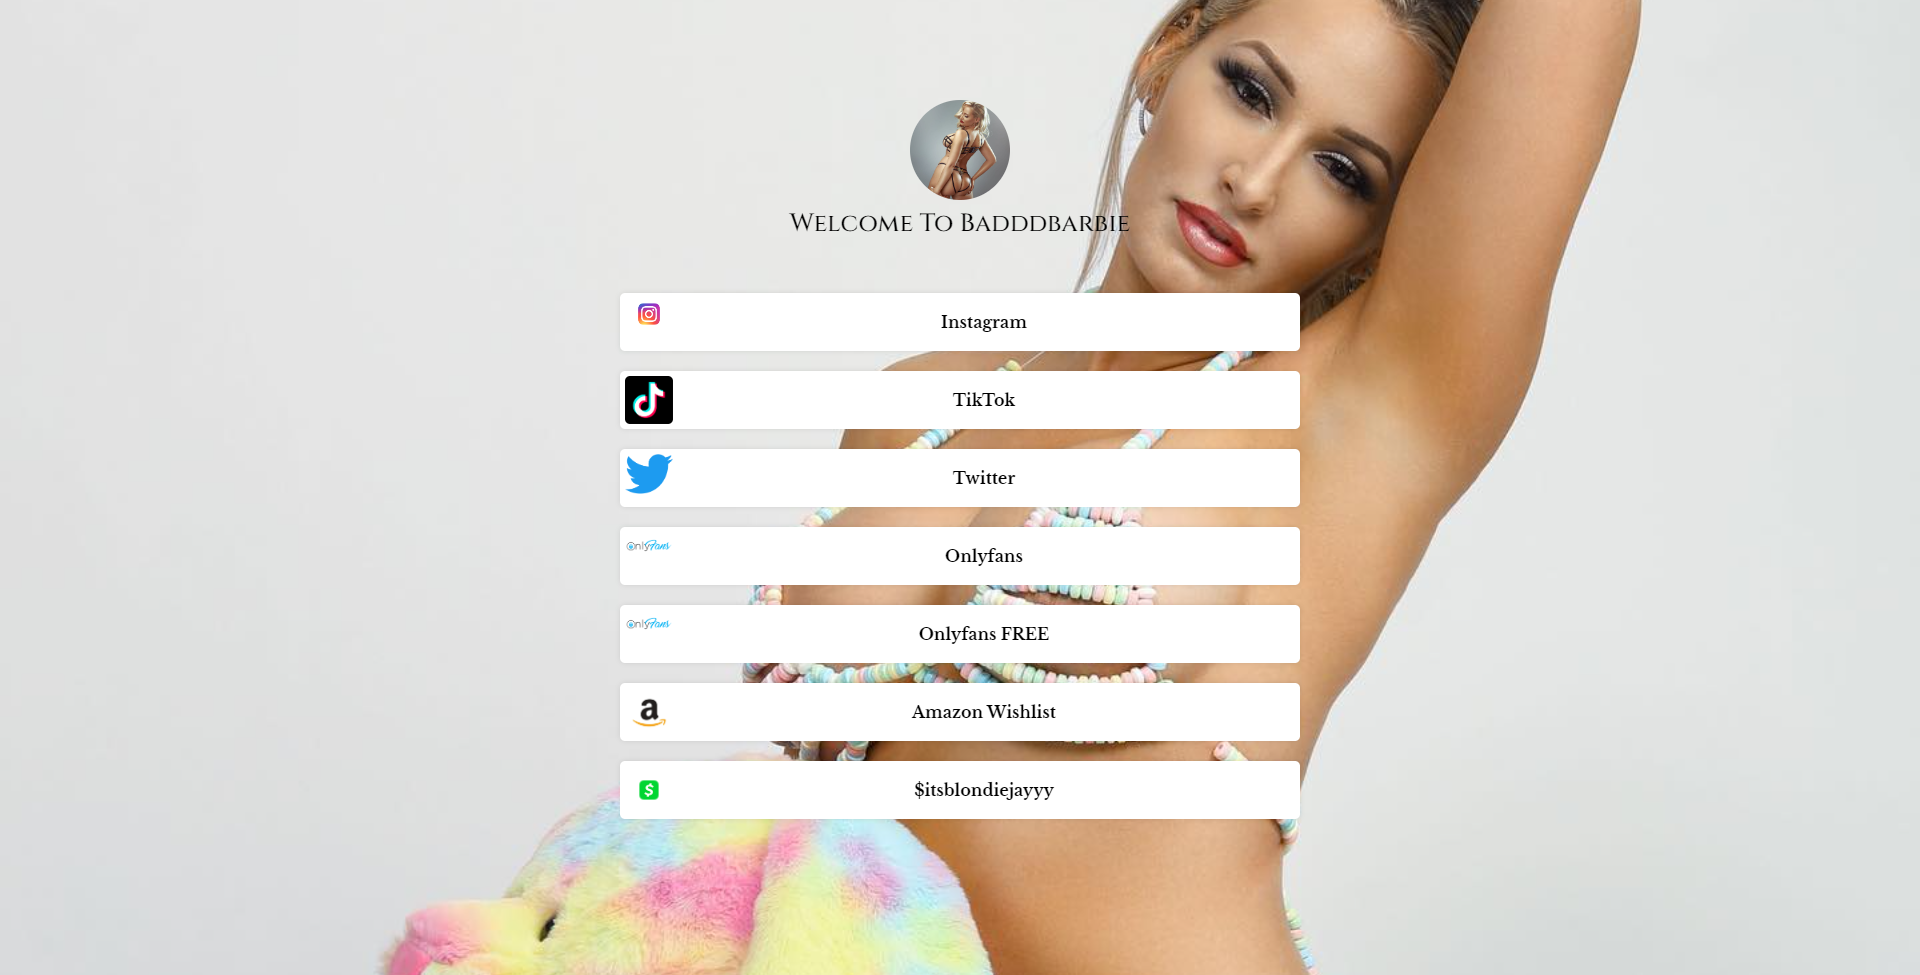 Welcome To Badddbarbie
Instagram
TikTok
Twitter
OnlyFans
Onlyfans
OnlyFans
Onlyfans FREE
a
Amazon Wishlist
$
$itsblondiejayyy